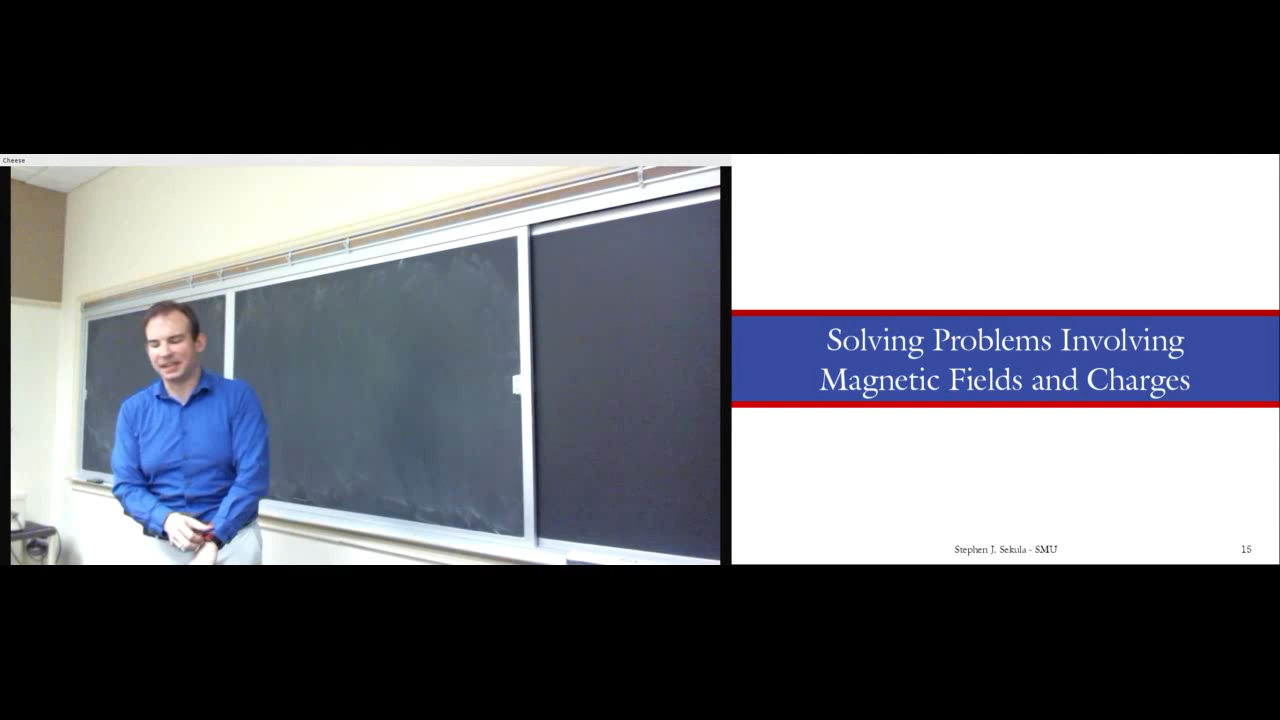 Cheese
Solving Problems Involving
Magnetic Fields and Charges
Stephen J. Sekula - SMU
15